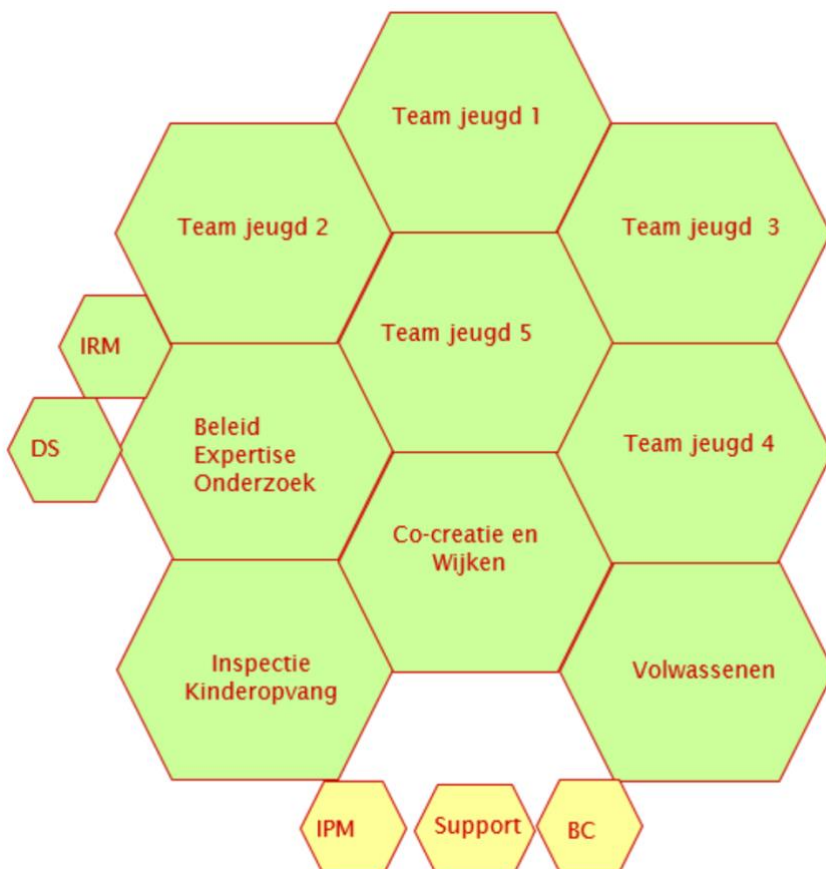 Team jeugd 1
Team jeugd 2
Team jeugd  3
IRM
Team jeugd 5
DS
Beleid
Expertise
Onderzoek
Team jeugd 4
Co-creatie en
Wijken
Inspectie
Kinderopvang
Volwassenen
IPM
Support
BC